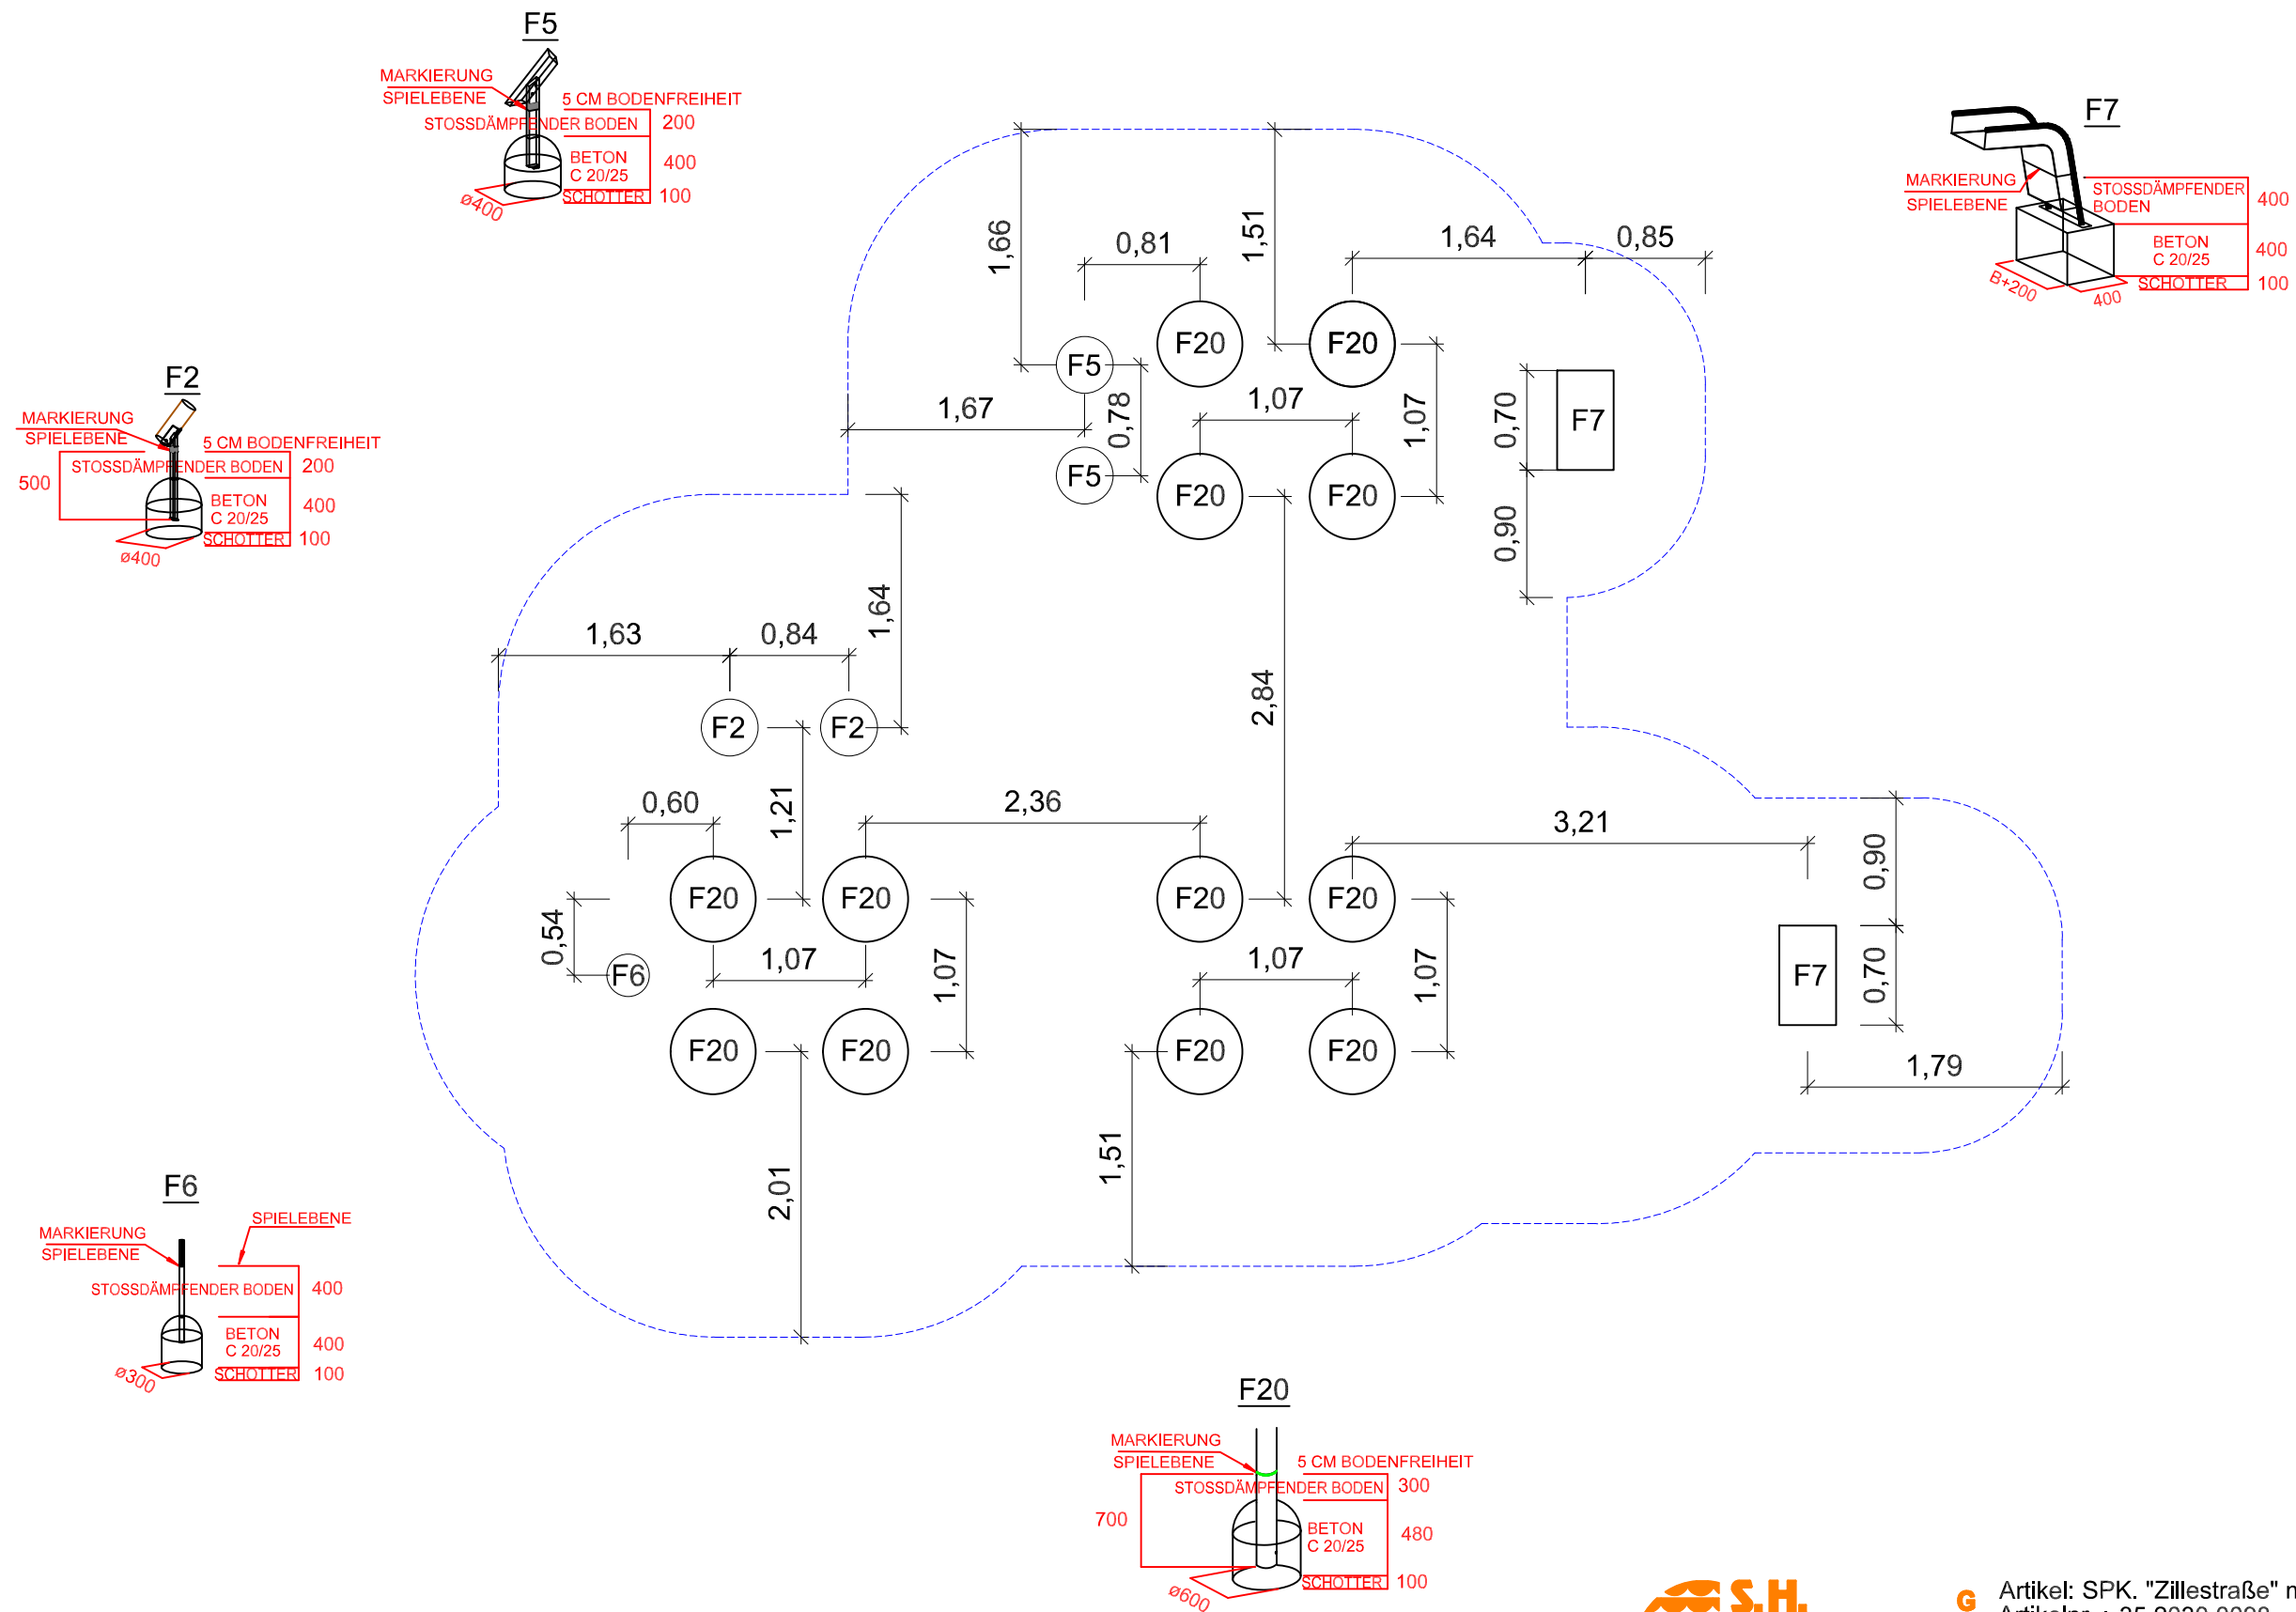 F5
MARKIERUNG
SPIELEBENE
5 CM BODENFREIHEIT
STOSSDÄMPFENDER BODEN 200
BETON
C 20/25
400
SCHOTTER 100
ø400
F7
MARKIERUNG
SPIELEBENE
STOSSDÄMPFENDER
BODEN
400
BETON
C 20/25
400
SCHOTTER 100
B+200
400
F2
MARKIERUNG
SPIELEBENE
5 CM BODENFREIHEIT
STOSSDÄMPFENDER BODEN 200
500
BETON
C 20/25
400
SCHOTTER 100
ø400
1,66
0,81
1,51
1,64
0,85
F20
F20
F5
1,67
0,78
1,07
1,07
0,70
F7
F5
F20
F20
0,90
1,64
1,63
0,84
2,84
F2
F2
1,21
0,60
2,36
3,21
0,90
F20
F20
F20
F20
0,54
F6
1,07
1,07
1,07
1,07
F7
0,70
F20
F20
F20
F20
1,79
2,01
1,51
F6
MARKIERUNG
SPIELEBENE
SPIELEBENE
STOSSDÄMPFENDER BODEN 400
BETON
C 20/25
400
SCHOTTER 100
ø300
F20
MARKIERUNG
SPIELEBENE
5 CM BODENFREIHEIT
STOSSDÄMPFENDER BODEN 300
700
BETON
C 20/25
480
SCHOTTER 100
ø600
S.H.
G
Artikel: SPK. "Zillestraße"